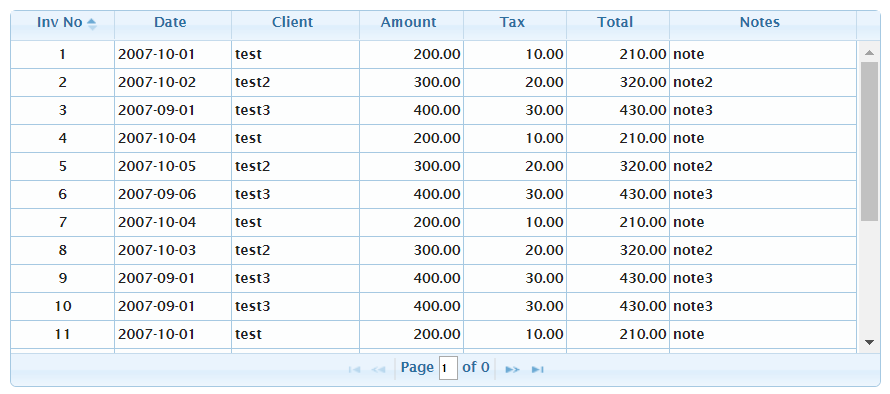 Inv No Date Client Amount Tax Total Notes
1 2007-10-01 test 200.00 10.00 210.00 note
2 2007-10-02 test2 300.00 20.00 320.00 note2
3 2007-09-01 test3 400.00 30.00 430.00 note3
4 2007-10-04 test 200.00 10.00 210.00 note
5 2007-10-05 test2 300.00 20.00 320.00 note2
6 2007-09-06 test3 400.00 30.00 430.00 note3
7 2007-10-04 test 200.00 10.00 210.00 note
8 2007-10-03 test2 300.00 20.00 320.00 note2
9 2007-09-01 test3 400.00 30.00 430.00 note3
10 2007-09-01 test3 400.00 30.00 430.00 note3
11 2007-10-01 test 200.00 10.00 210.00 note
Page 1 of 0